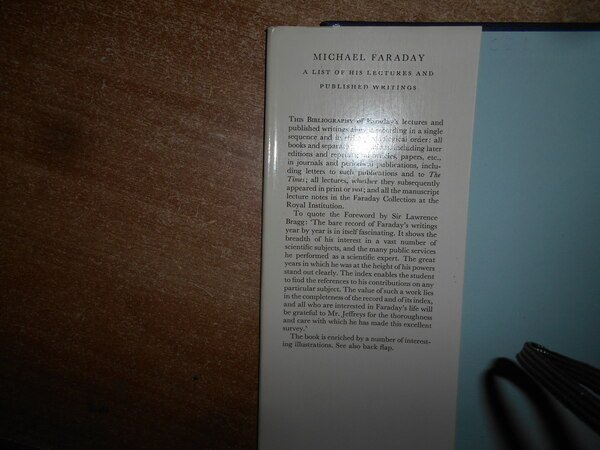 MICHAEL FARADAY
A LIST OF HIS LECTURES AND
PUBLISHED WRITINGS
THIS BIBLIOGRAPHY of Faraday's lectures and
published writings in a single
sequence and order: all
books and including later
editions and papers, etc.,
in journals and publications, inclu-
ding letters to such publications and to The
Times; all lectures, whether they subsequently
appeared in print or not; and all the manuscript
lecture notes in the Faraday Collection at the
Royal Institution.
To quote the Foreword by Sir Lawrence
Bragg: 'The bare record of Faraday's writings
year by year is in itself fascinating. It shows the
breadth of his interest in a vast number of
scientific subjects, and the many public services
he performed as a scientific expert. The great
years in which he was at the height of his powers
stand out clearly. The index enables the student
to find the references to his contributions on any
particular subject. The value of such a work lies
in the completeness of the record and of its index,
and all who are interested in Faraday's life will
be grateful to Mr. Jeffreys for the thoroughness
and care with which he has made this excellent
survey.'
The book is enriched by a number of interest-
ing illustrations. See also back flap.